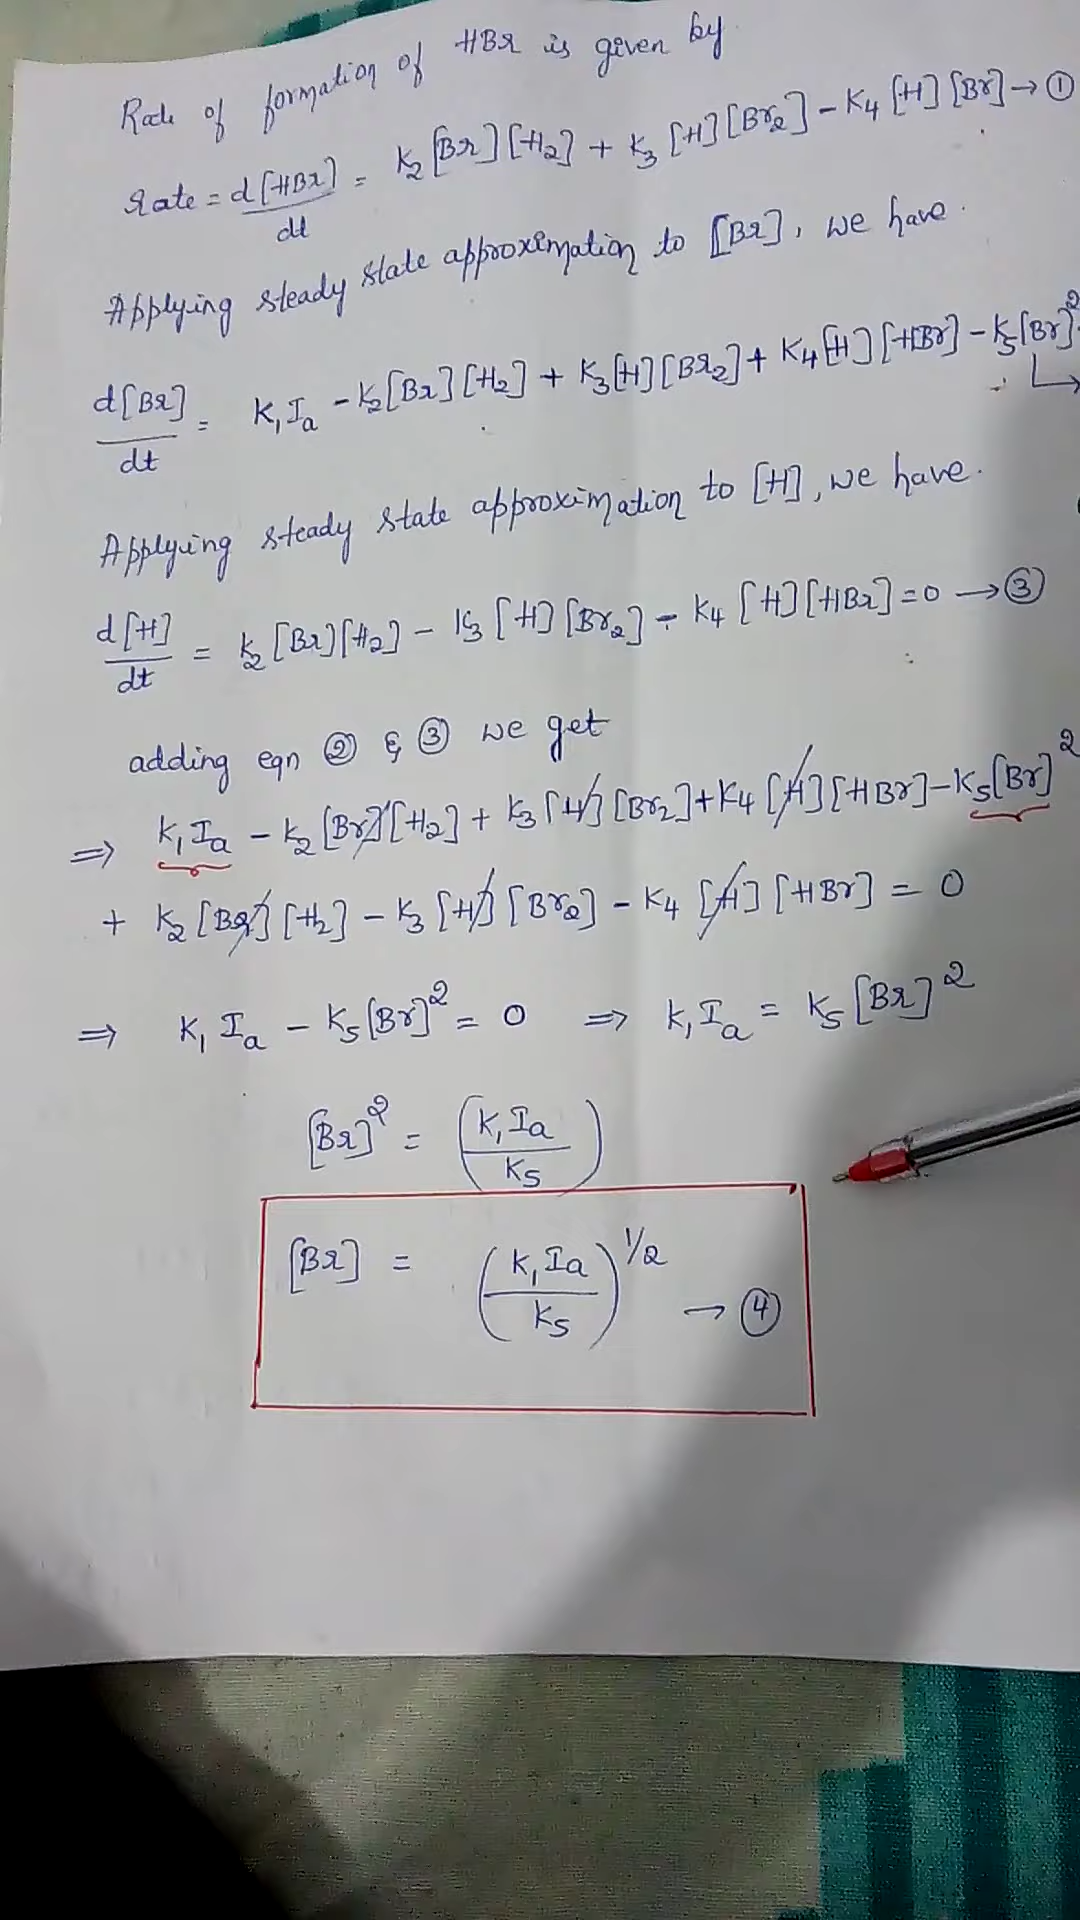 Rate of formation of HBr is given by
Rate = d[HBr]/dt = K2[Br][H2] + K3[H][Br2] - K4[H][Br] → ①
Applying steady state approximation to [Br], we have.
d[Br]/dt = K1Ia - K2[Br][H2] + K3[H][Br2] + K4[H][HBr] - K5[Br]²
Applying steady state approximation to [H], we have.
d[H]/dt = K2[Br][H2] - K3[H][Br2] - K4[H][HBr] = 0 → ③
adding eqn ② & ③ we get
⇒ K1Ia - K2[Br][H2] + K3[H][Br2] + K4[H][HBr] - K5[Br]²
+ K2[Br][H2] - K3[H][Br2] - K4[H][HBr] = 0
⇒ K1Ia - K5[Br]² = 0 ⇒ K1Ia = K5[Br]²
[Br]² = (K1Ia/K5)
[Br] = (K1Ia/K5)^1/2 → ④